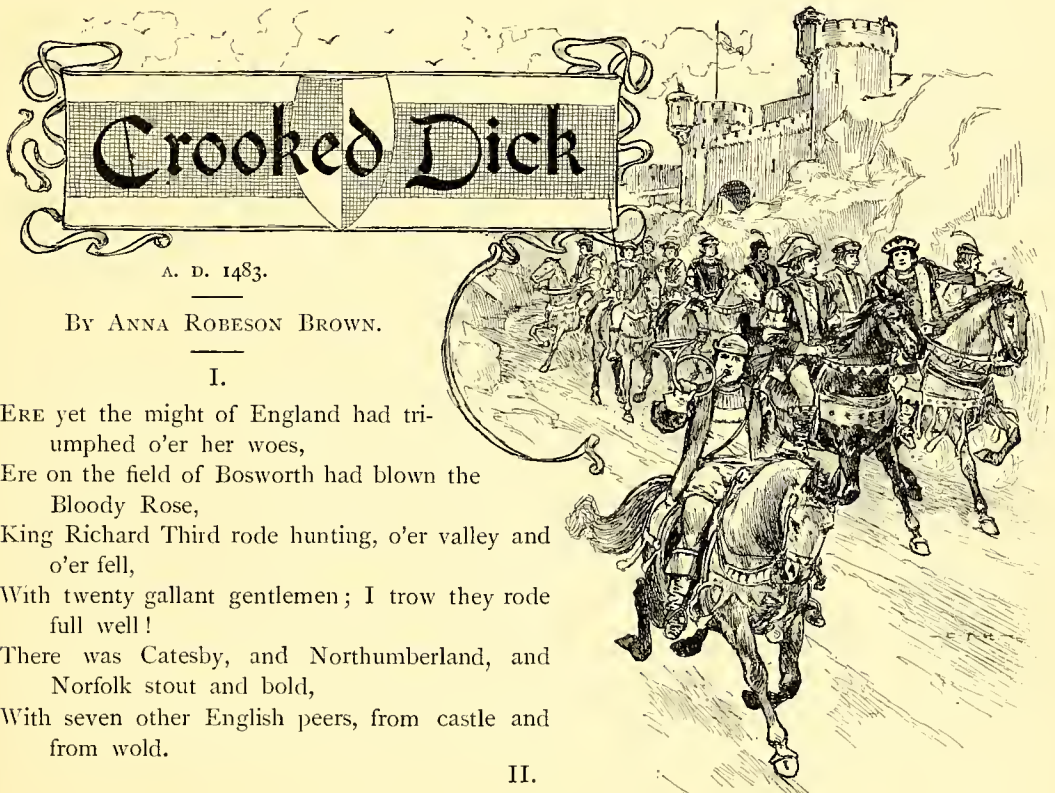 Crooked Dick
A. D. 1483.
By Anna Robeson Brown.
I.
Ere yet the might of England had tri-
umphed o'er her woes,
Ere on the field of Bosworth had blown the
Bloody Rose,
King Richard Third rode hunting, o'er valley and
o'er fell,
With twenty gallant gentlemen; I trow they rode
full well!
There was Catesby, and Northumberland, and
Norfolk stout and bold,
With seven other English peers, from castle and
from wold.
II.